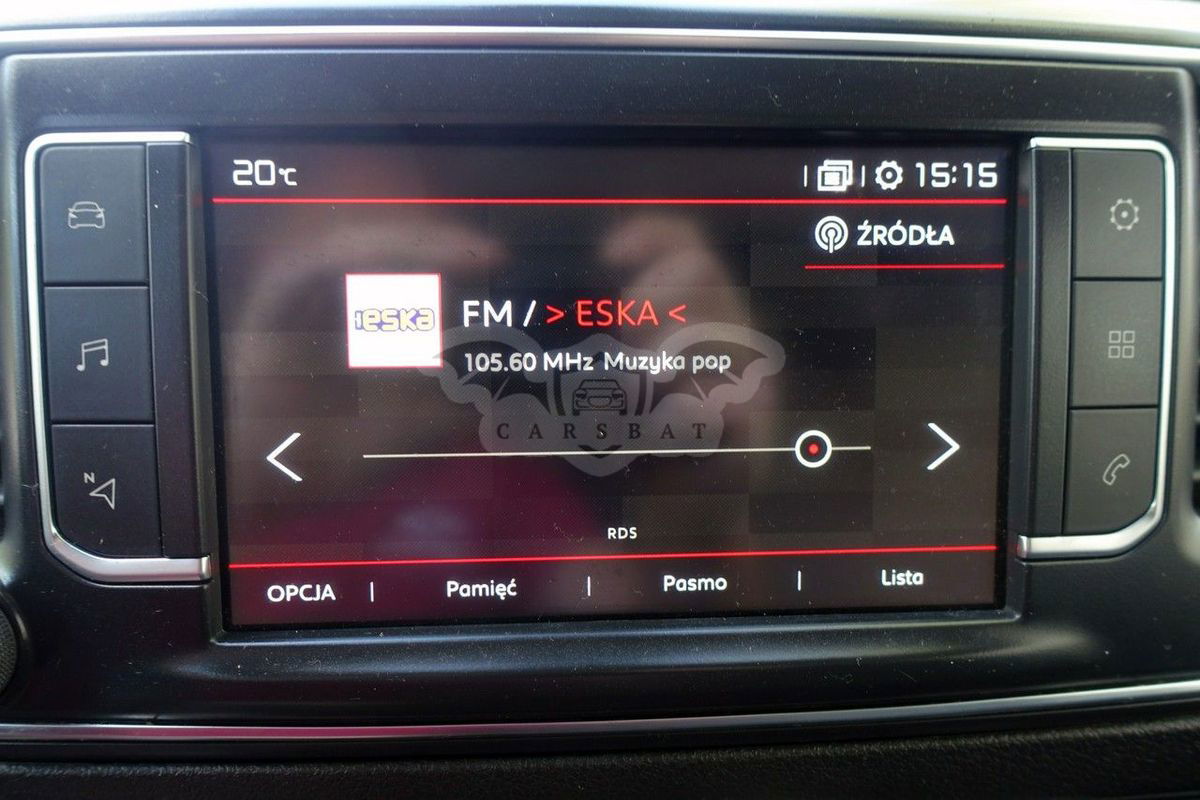 20°C 15:15
ŹRÓDŁA
eska
FM / > ESKA <
105.60 MHz Muzyka pop
CARSBAT
N
RDS
OPCJA | Pamięć | Pasmo | Lista